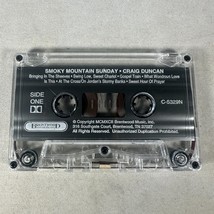 SMOKY MOUNTAIN SUNDAY • CRAIG DUNCAN
Bringing In The Sheaves • Swing Low, Sweet Chariot • Gospel Train • What Wondrous Love
Is This • At The Cross/On Jordan's Stormy Banks • Sweet Hour Of Prayer
SIDE
ONE
C-5329N
© Copyright MCMXCII Brentwood Music, Inc.
316 Southgate Court, Brentwood, TN 37027
All Rights Reserved. Unauthorized Duplication Prohibited.